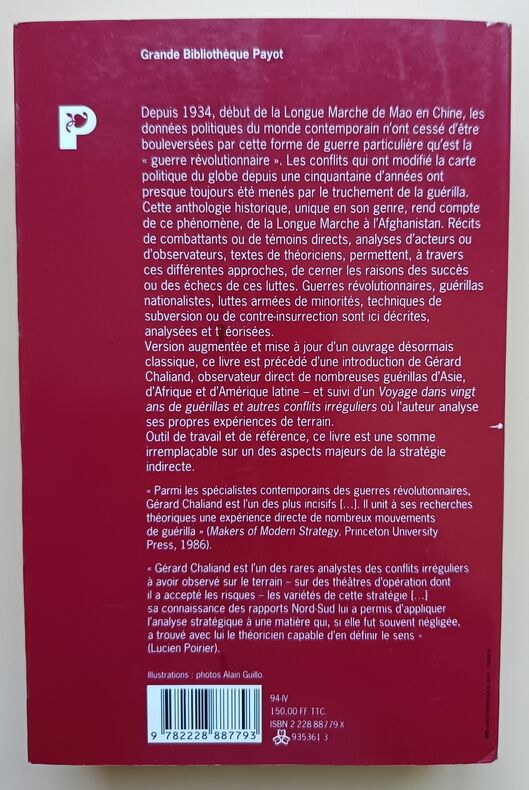 Grande Bibliothèque Payot
P
Depuis 1934, début de la Longue Marche de Mao en Chine, les
données politiques du monde contemporain n'ont cessé d'être
bouleversées par cette forme de guerre particulière qu'est la
« guerre révolutionnaire ». Les conflits qui ont modifié la carte
politique du globe depuis une cinquantaine d'années ont
presque toujours été menés par le truchement de la guérilla.
Cette anthologie historique, unique en son genre, rend compte
de ce phénomène, de la Longue Marche à l'Afghanistan. Récits
de combattants ou de témoins directs, analyses d'acteurs ou
d'observateurs, textes de théoriciens, permettent, à travers
ces différentes approches, de cerner les raisons des succès
ou des échecs de ces luttes. Guerres révolutionnaires, guérillas
nationalistes, luttes armées de minorités, techniques de
subversion ou de contre-insurrection sont ici décrites,
analysées et t éorisées.
Version augmentée et mise à jour d'un ouvrage désormais
classique, ce livre est précédé d'une introduction de Gérard
Chaliand, observateur direct de nombreuses guérillas d'Asie,
d'Afrique et d'Amérique latine – et suivi d'un Voyage dans vingt
ans de guérillas et autres conflits irréguliers où l'auteur analyse
ses propres expériences de terrain.
Outil de travail et de référence, ce livre est une somme
irremplaçable sur un des aspects majeurs de la stratégie
indirecte.
« Parmi les spécialistes contemporains des guerres révolutionnaires,
Gérard Chaliand est l'un des plus incisifs [...]. Il unit à ses recherches
théoriques une expérience directe de nombreux mouvements
de guérilla » (Makers of Modern Strategy. Princeton University
Press, 1986).
« Gérard Chaliand est l'un des rares analystes des conflits irréguliers
à avoir observé sur le terrain – sur des théâtres d'opération dont
il a accepté les risques – les variétés de cette stratégie [...]
sa connaissance des rapports Nord-Sud lui a permis d'appliquer
l'analyse stratégique à une matière qui, si elle fut souvent négligée,
a trouvé avec lui le théoricien capable d'en définir le sens »
(Lucien Poirier).
Illustrations : photos Alain Guillo.
94-IV
150,00 FF TTC.
ISBN 2 228 88779 X
935361 3
9 782228 887793